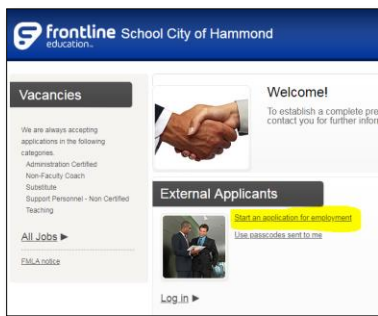 frontline education™ School City of Hammond
Vacancies
We are always accepting
applications in the following
categories.
Administration Certified
Non-Faculty Coach
Substitute
Support Personnel - Non Certified
Teaching
All Jobs ▶
FMLA notice
Welcome!
To establish a complete pre
contact you for further infor
External Applicants
Start an application for employment
Use passcodes sent to me
Log in ▶